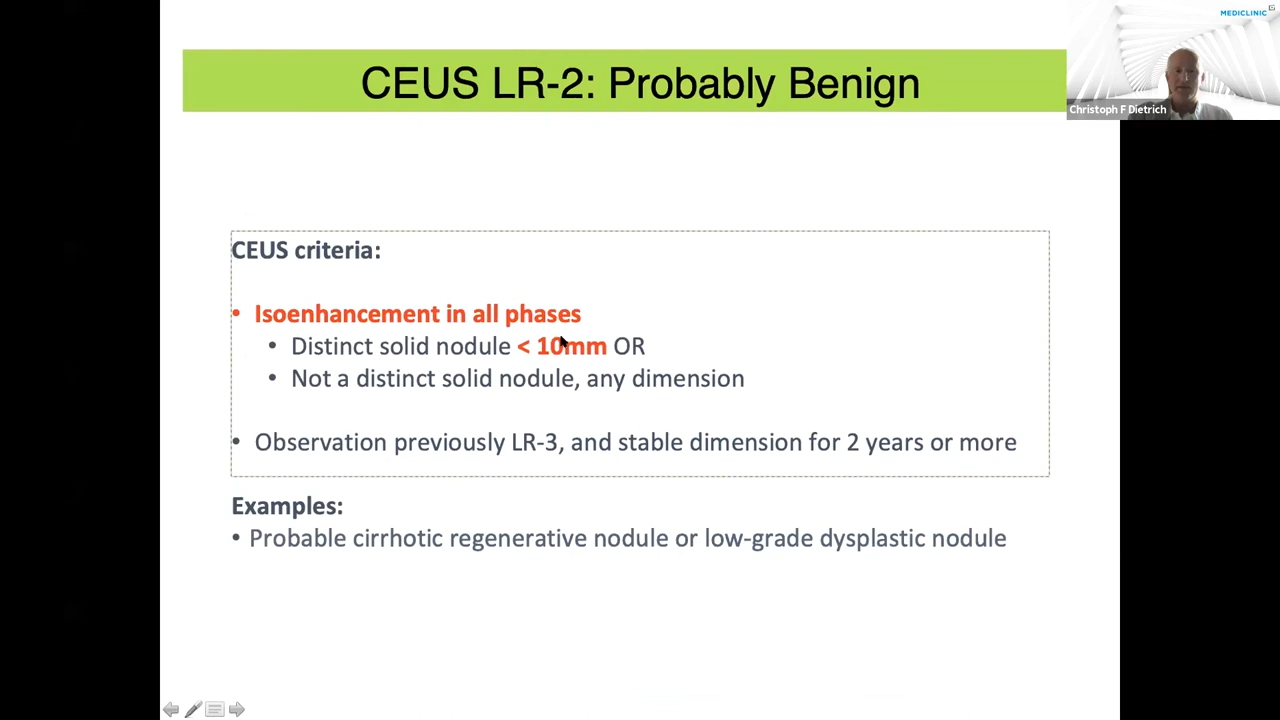 MEDICLINIC
CEUS LR-2: Probably Benign
Christoph F Dietrich
CEUS criteria:
• Isoenhancement in all phases
• Distinct solid nodule < 10mm OR
• Not a distinct solid nodule, any dimension
• Observation previously LR-3, and stable dimension for 2 years or more
Examples:
• Probable cirrhotic regenerative nodule or low-grade dysplastic nodule